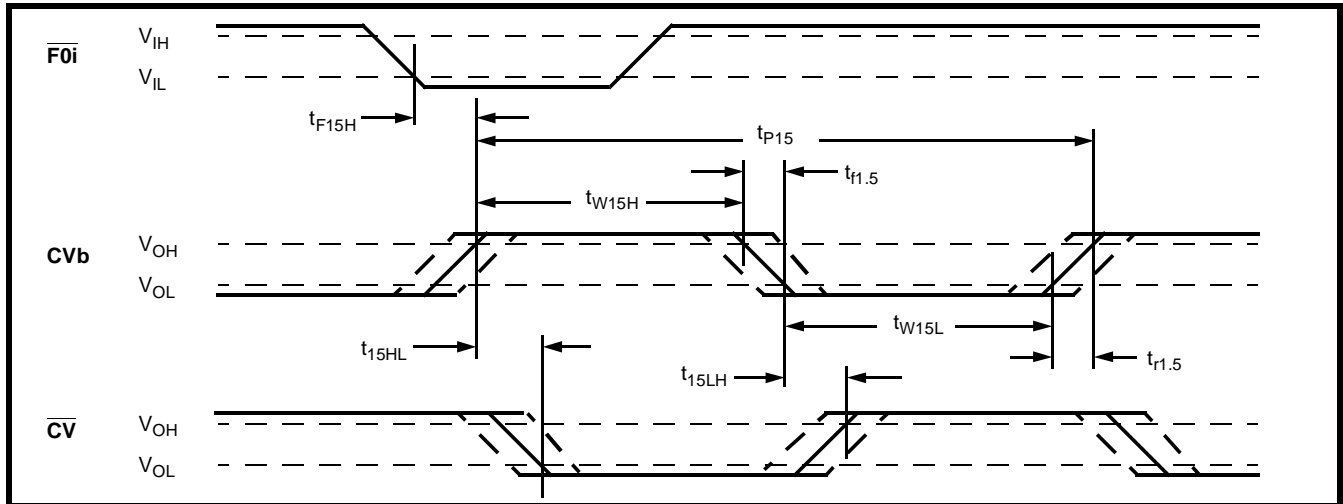 F0i
VIH
VIL
tF15H
tP15
tf1.5
tW15H
CVb
VOH
VOL
tW15L
t15HL
t15LH
tr1.5
CV
VOH
VOL